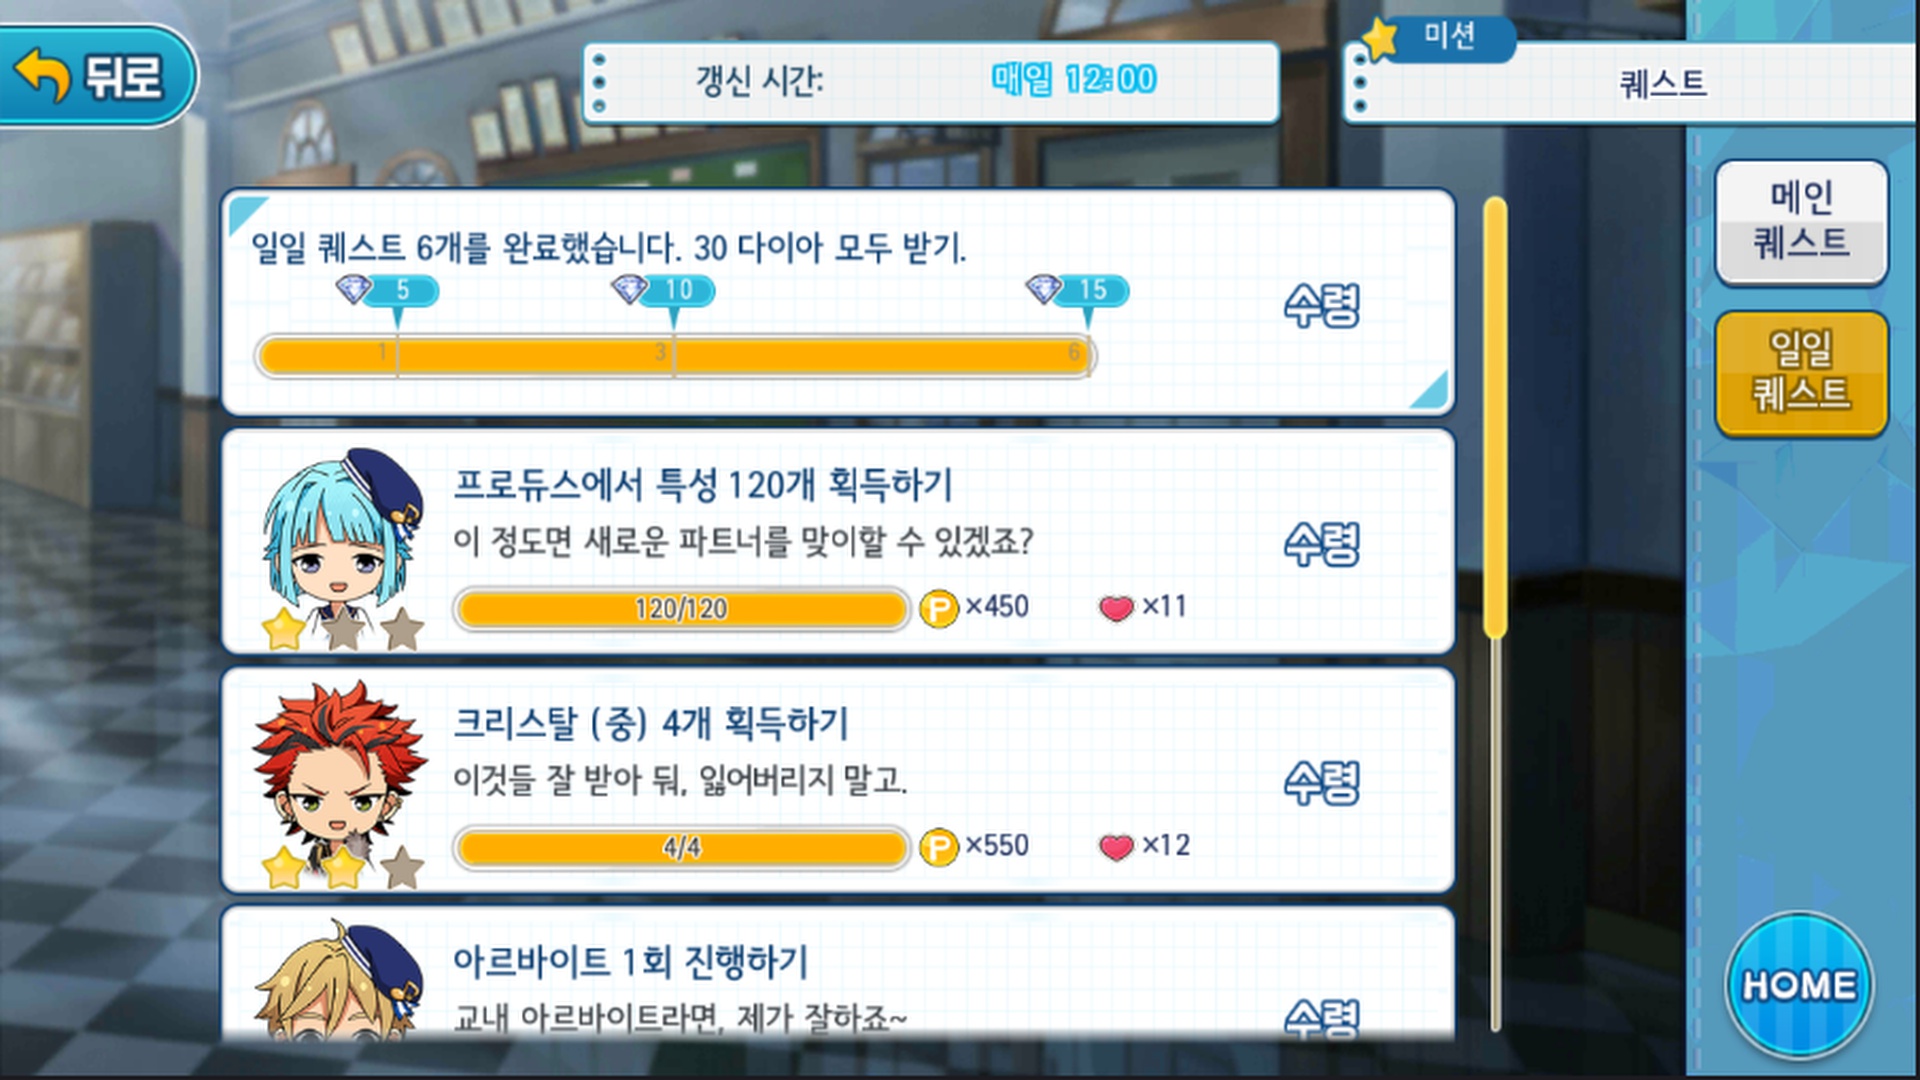 뒤로
갱신 시간: 매일 12:00
미션
퀘스트
메인
퀘스트
일일
퀘스트
일일 퀘스트 6개를 완료했습니다. 30 다이아 모두 받기.
5 10 15
1 3 6
수령
프로듀스에서 특성 120개 획득하기
이 정도면 새로운 파트너를 맞이할 수 있겠죠?
수령
120/120 P ×450 ×11
크리스탈 (중) 4개 획득하기
이것들 잘 받아 둬, 잃어버리지 말고.
수령
4/4 P ×550 ×12
아르바이트 1회 진행하기
교내 아르바이트라면, 제가 잘하죠~
수령
HOME